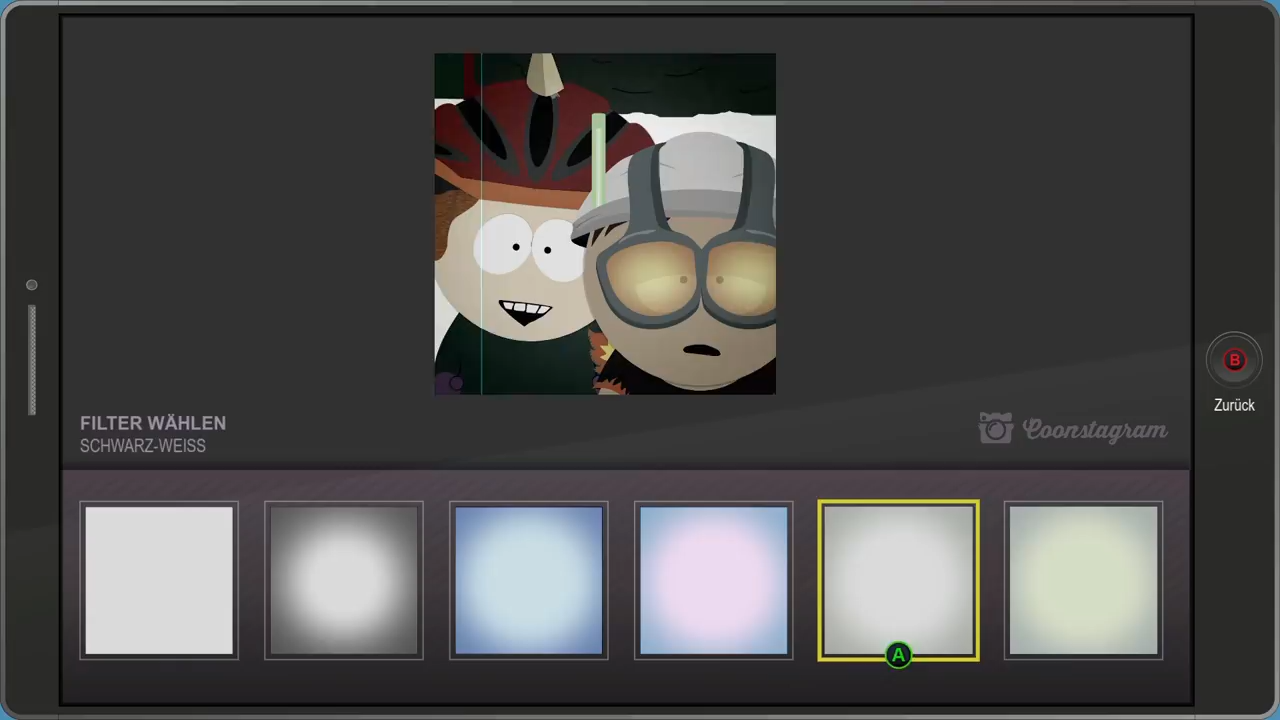 FILTER WÄHLEN
SCHWARZ-WEISS
Coonstagram
B
Zurück
A